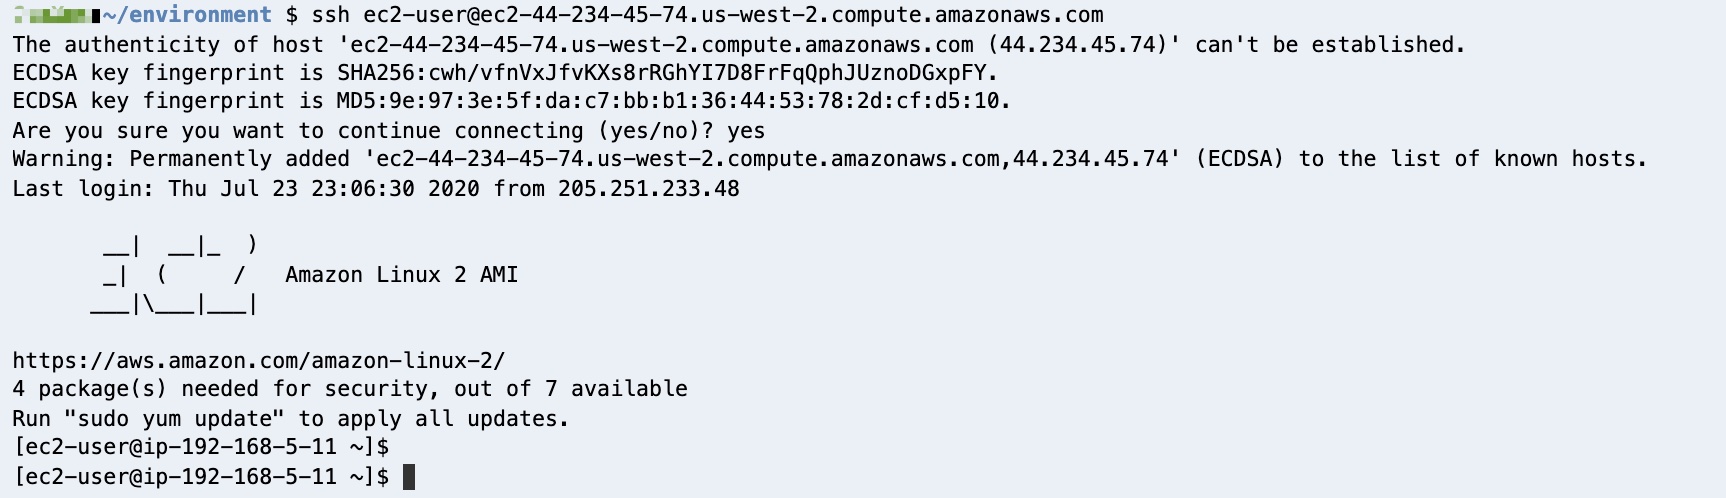 ~/environment $ ssh ec2-user@ec2-44-234-45-74.us-west-2.compute.amazonaws.com
The authenticity of host 'ec2-44-234-45-74.us-west-2.compute.amazonaws.com (44.234.45.74)' can't be established.
ECDSA key fingerprint is SHA256:cwh/vfnVxJfvKXs8rRGhYI7D8FrFqQphJUznoDGxpFY.
ECDSA key fingerprint is MD5:9e:97:3e:5f:da:c7:bb:b1:36:44:53:78:2d:cf:d5:10.
Are you sure you want to continue connecting (yes/no)? yes
Warning: Permanently added 'ec2-44-234-45-74.us-west-2.compute.amazonaws.com,44.234.45.74' (ECDSA) to the list of known hosts.
Last login: Thu Jul 23 23:06:30 2020 from 205.251.233.48

       __|  __|_  )
       _|  (     /   Amazon Linux 2 AMI
      ___|\___|___|

https://aws.amazon.com/amazon-linux-2/
4 package(s) needed for security, out of 7 available
Run "sudo yum update" to apply all updates.
[ec2-user@ip-192-168-5-11 ~]$
[ec2-user@ip-192-168-5-11 ~]$